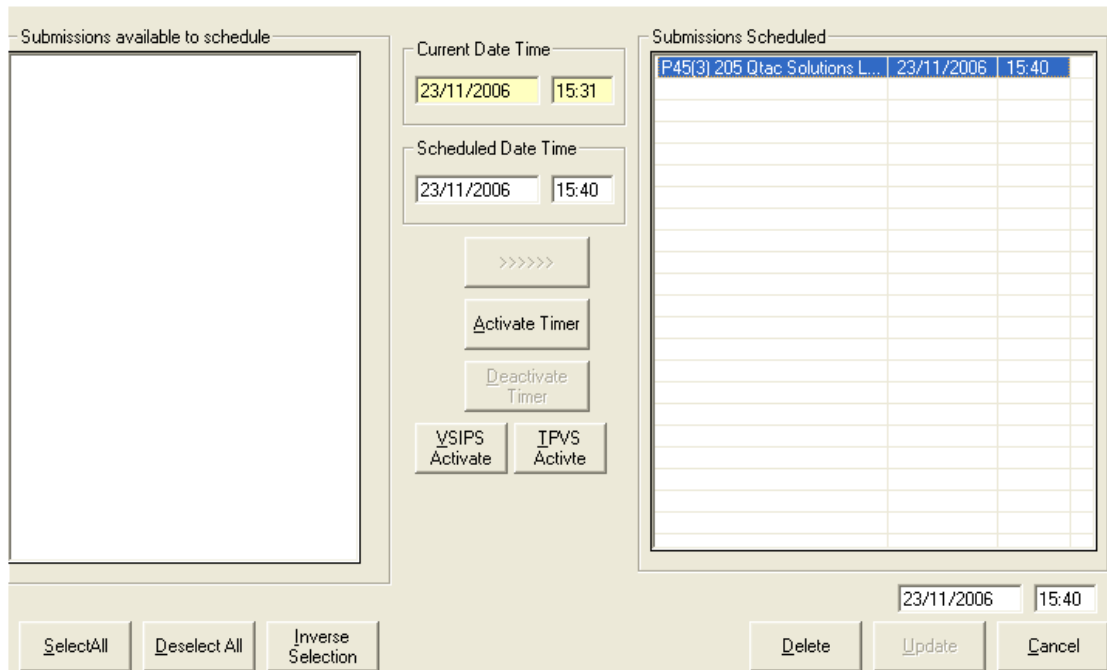 Submissions available to schedule
Current Date Time
23/11/2006 15:31
Scheduled Date Time
23/11/2006 15:40
>>>>>>
Activate Timer
Deactivate
Timer
VSIPS
Activate
TPVS
Activte
Submissions Scheduled
P45(3) 205 Qtac Solutions L... 23/11/2006 15:40
23/11/2006 15:40
SelectAll
Deselect All
Inverse
Selection
Delete
Update
Cancel